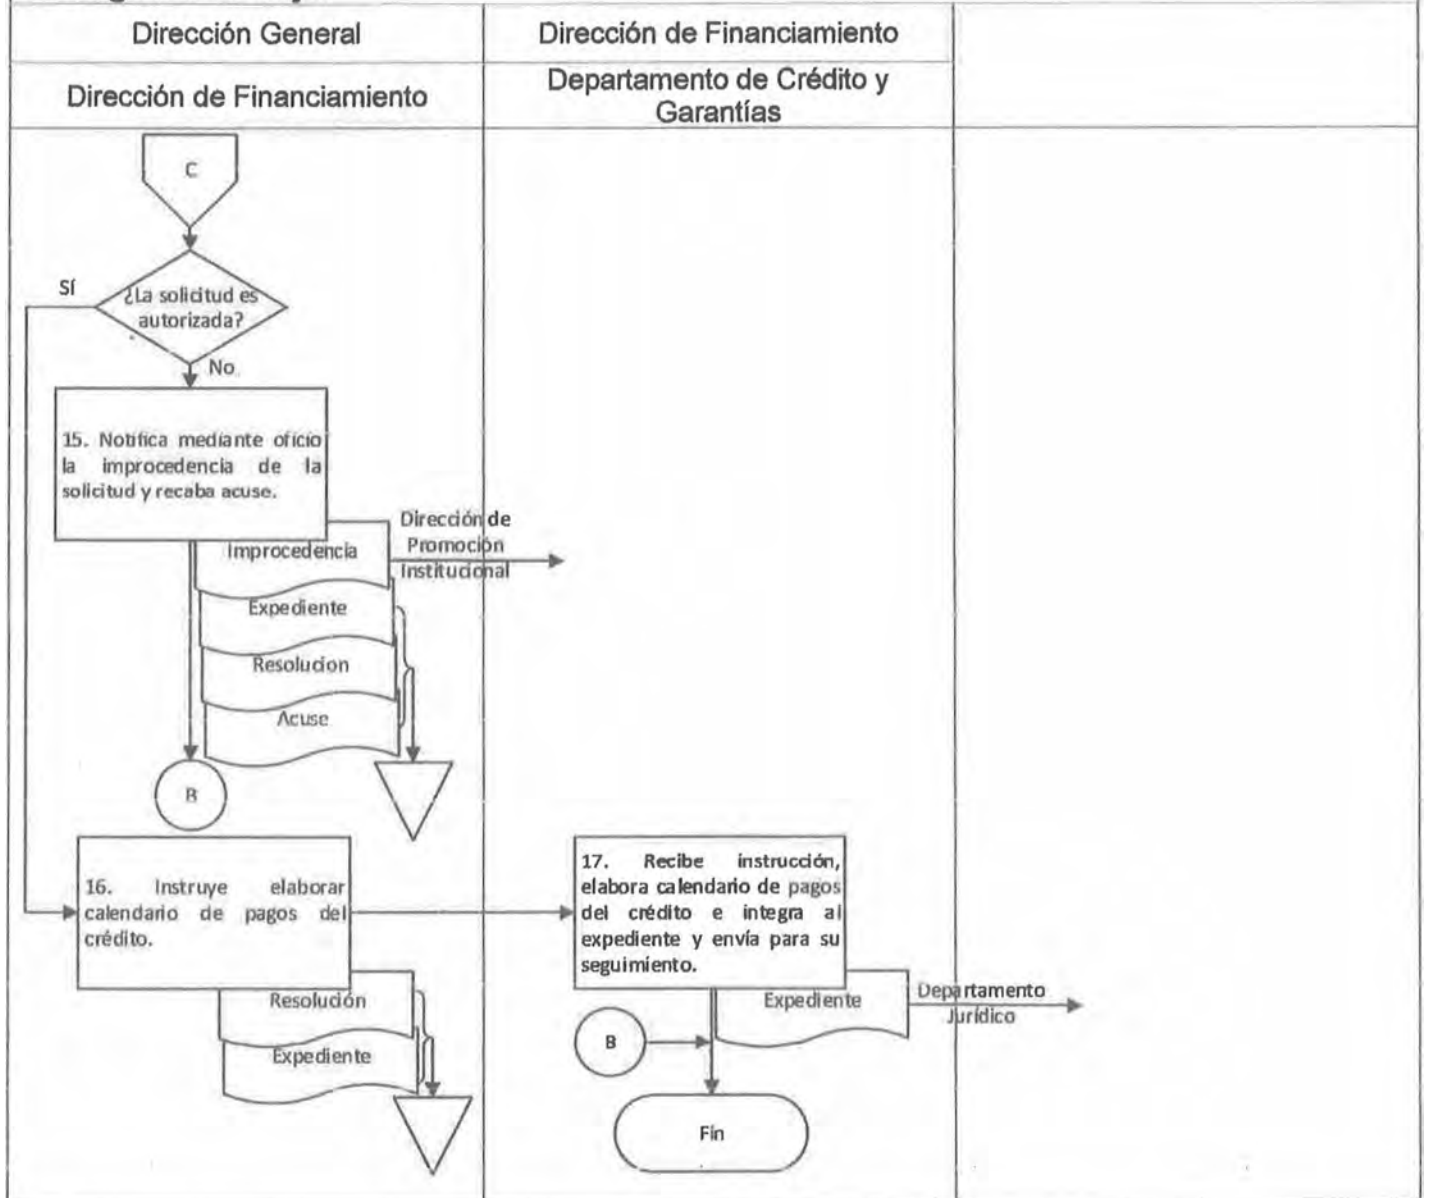 Dirección General
Dirección de Financiamiento
Dirección de Financiamiento
Departamento de Crédito y
Garantías
C
¿La solicitud es
autorizada?
Sí
No
15. Notifica mediante oficio
la improcedencia de la
solicitud y recaba acuse.
Improcedencia
Dirección de
Promoción
Institucional
Expediente
Resolucion
Acuse
B
16. Instruye elaborar
calendario de pagos del
crédito.
Resolución
Expediente
17. Recibe instrucción,
elabora calendario de pagos
del crédito e integra al
expediente y envía para su
seguimiento.
Expediente
Departamento
Jurídico
B
Fin